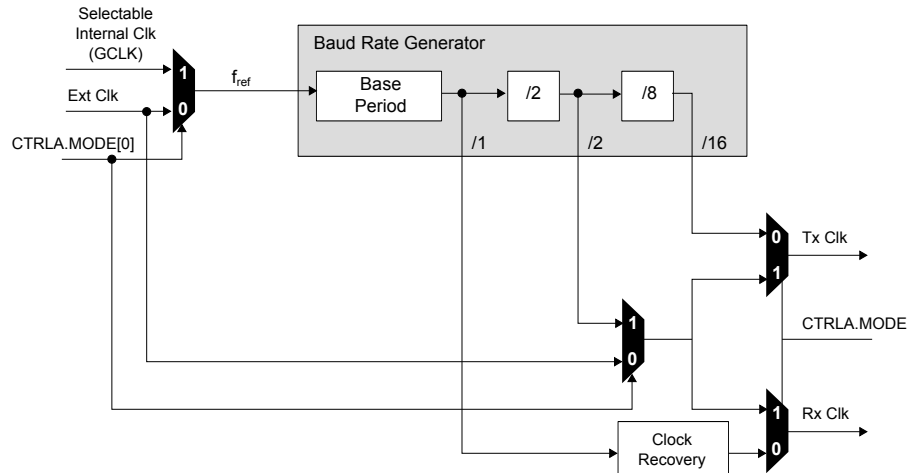 Selectable
Internal Clk
(GCLK)
Baud Rate Generator
1
f_ref
Base
Period
/2
/8
Ext Clk
0
CTRLA.MODE[0]
/1
/2
/16
0
Tx Clk
1
1
CTRLA.MODE
0
1
Rx Clk
Clock
Recovery
0